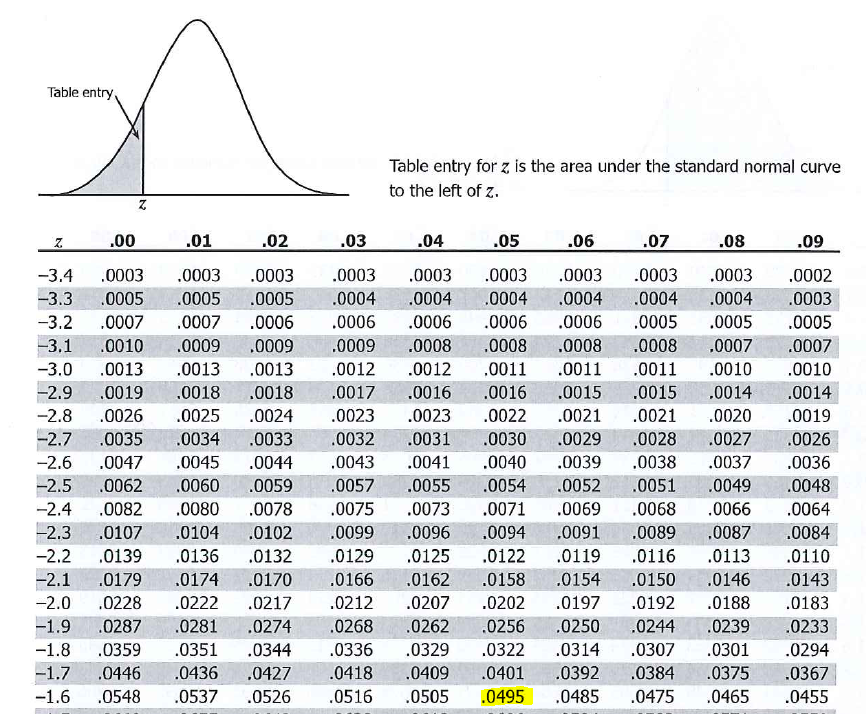 Table entry
z
Table entry for z is the area under the standard normal curve
to the left of z.
z .00 .01 .02 .03 .04 .05 .06 .07 .08 .09
−3.4 .0003 .0003 .0003 .0003 .0003 .0003 .0003 .0003 .0003 .0002
−3.3 .0005 .0005 .0005 .0004 .0004 .0004 .0004 .0004 .0004 .0003
−3.2 .0007 .0007 .0006 .0006 .0006 .0006 .0006 .0005 .0005 .0005
−3.1 .0010 .0009 .0009 .0009 .0008 .0008 .0008 .0008 .0007 .0007
−3.0 .0013 .0013 .0013 .0012 .0012 .0011 .0011 .0011 .0010 .0010
−2.9 .0019 .0018 .0018 .0017 .0016 .0016 .0015 .0015 .0014 .0014
−2.8 .0026 .0025 .0024 .0023 .0023 .0022 .0021 .0021 .0020 .0019
−2.7 .0035 .0034 .0033 .0032 .0031 .0030 .0029 .0028 .0027 .0026
−2.6 .0047 .0045 .0044 .0043 .0041 .0040 .0039 .0038 .0037 .0036
−2.5 .0062 .0060 .0059 .0057 .0055 .0054 .0052 .0051 .0049 .0048
−2.4 .0082 .0080 .0078 .0075 .0073 .0071 .0069 .0068 .0066 .0064
−2.3 .0107 .0104 .0102 .0099 .0096 .0094 .0091 .0089 .0087 .0084
−2.2 .0139 .0136 .0132 .0129 .0125 .0122 .0119 .0116 .0113 .0110
−2.1 .0179 .0174 .0170 .0166 .0162 .0158 .0154 .0150 .0146 .0143
−2.0 .0228 .0222 .0217 .0212 .0207 .0202 .0197 .0192 .0188 .0183
−1.9 .0287 .0281 .0274 .0268 .0262 .0256 .0250 .0244 .0239 .0233
−1.8 .0359 .0351 .0344 .0336 .0329 .0322 .0314 .0307 .0301 .0294
−1.7 .0446 .0436 .0427 .0418 .0409 .0401 .0392 .0384 .0375 .0367
−1.6 .0548 .0537 .0526 .0516 .0505 .0495 .0485 .0475 .0465 .0455